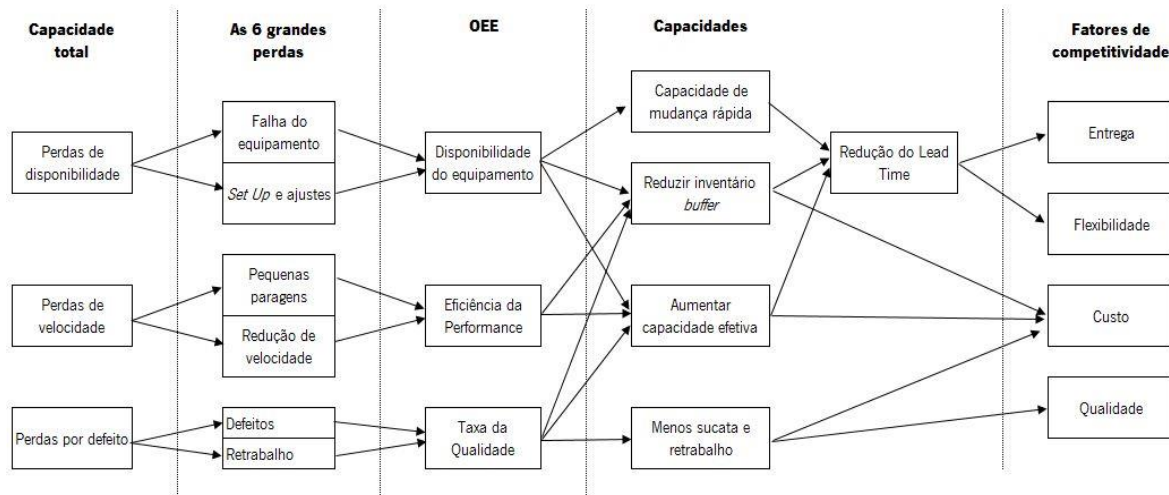 Capacidade
total
As 6 grandes
perdas
OEE
Capacidades
Fatores de
competitividade
Perdas de
disponibilidade
Falha do
equipamento
Set Up e ajustes
Disponibilidade
do equipamento
Capacidade de
mudança rápida
Reduzir inventário
buffer
Redução do Lead
Time
Entrega
Flexibilidade
Perdas de
velocidade
Pequenas
paragens
Redução de
velocidade
Eficiência da
Performance
Aumentar
capacidade efetiva
Custo
Perdas por defeito
Defeitos
Retrabalho
Taxa da
Qualidade
Menos sucata e
retrabalho
Qualidade